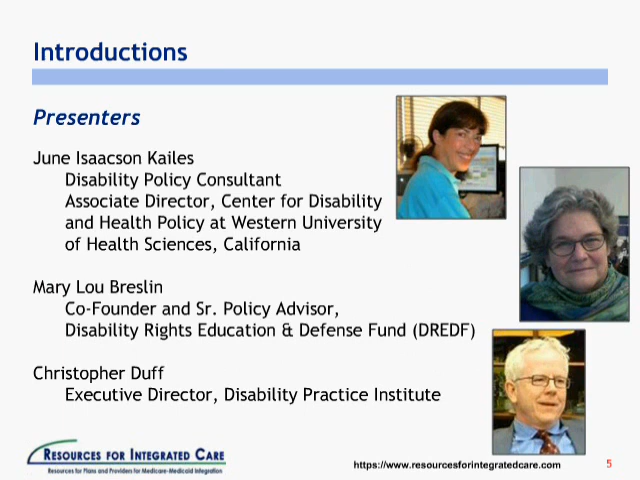 Introductions
Presenters
June Isaacson Kailes
Disability Policy Consultant
Associate Director, Center for Disability
and Health Policy at Western University
of Health Sciences, California
Mary Lou Breslin
Co-Founder and Sr. Policy Advisor,
Disability Rights Education & Defense Fund (DREDF)
Christopher Duff
Executive Director, Disability Practice Institute
RESOURCES FOR INTEGRATED CARE
Resources for Plans and Providers for Medicare-Medicaid Integration
https://www.resourcesforintegratedcare.com
5